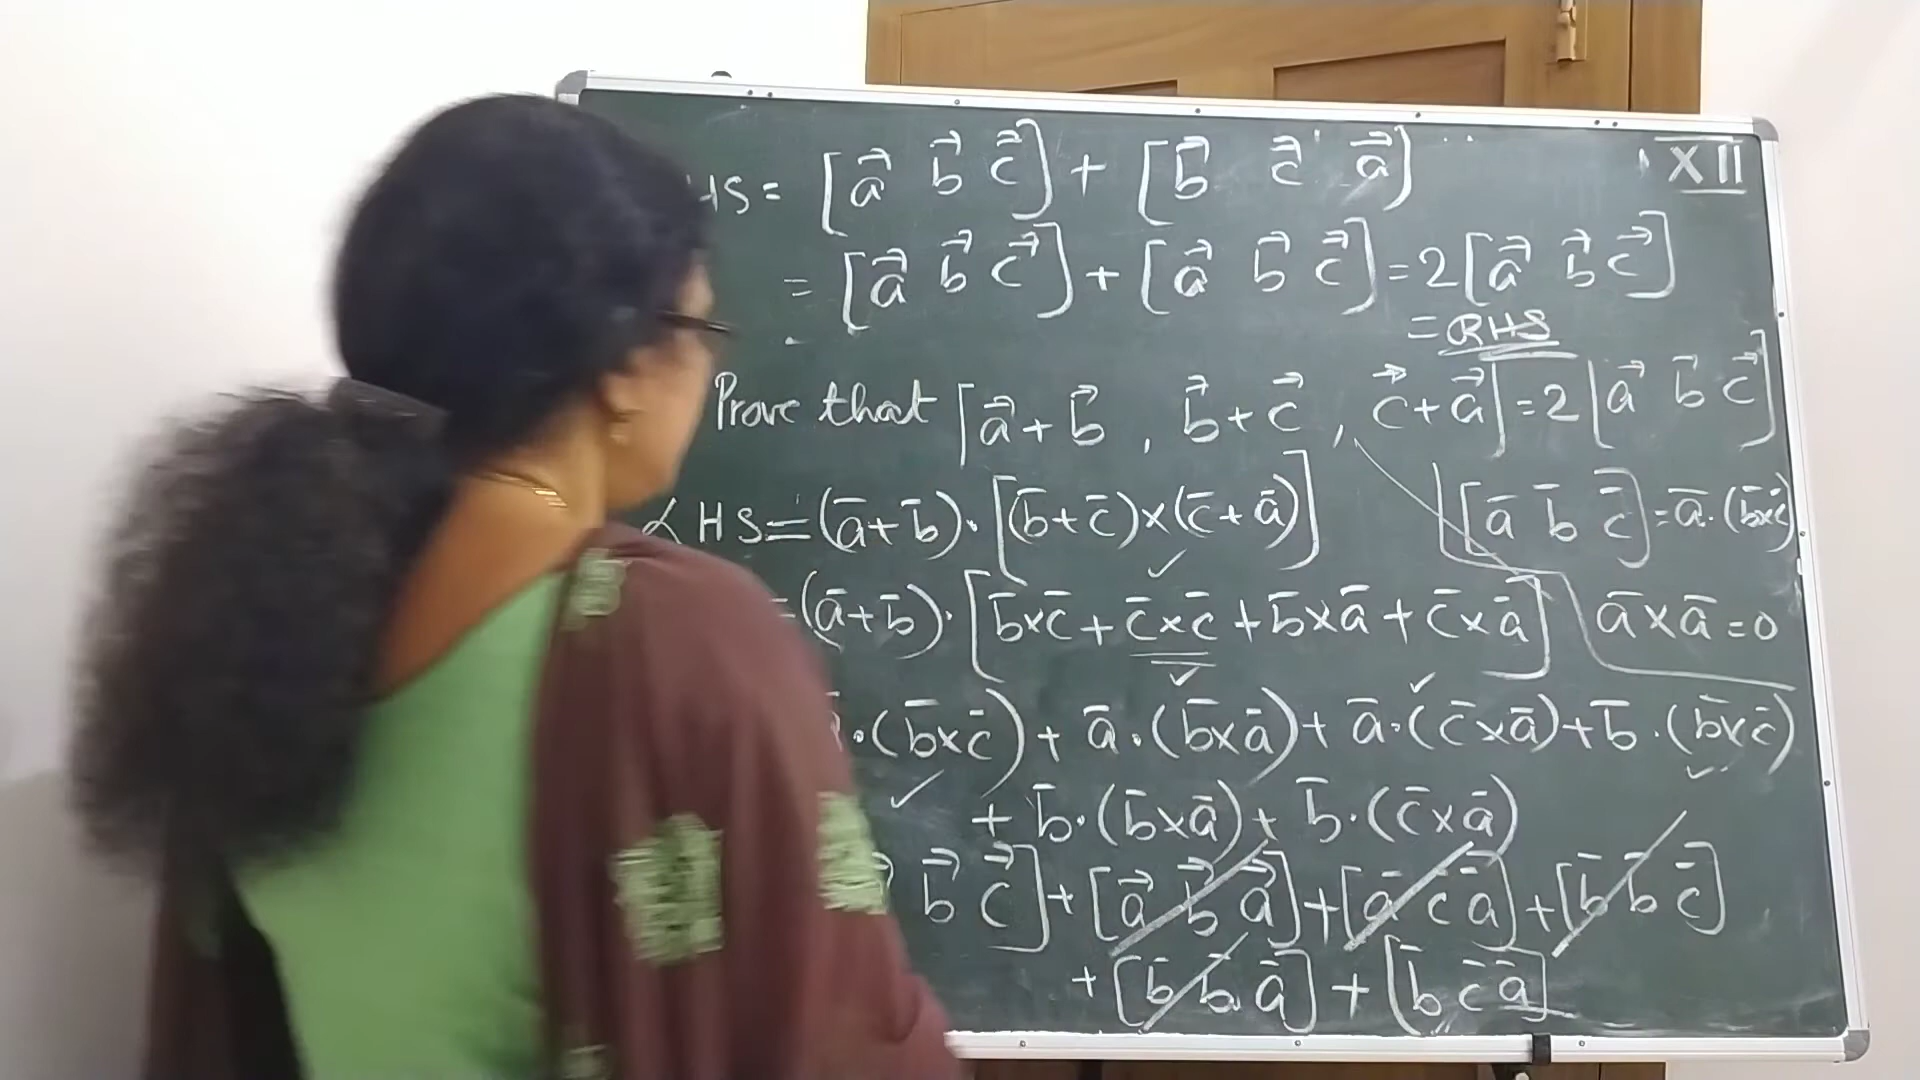 HS = [a⃗ b⃗ c⃗] + [b⃗ c⃗ a⃗]
XII
= [a⃗ b⃗ c⃗] + [a⃗ b⃗ c⃗] = 2[a⃗ b⃗ c⃗]
= RHS
Prove that [a⃗ + b⃗ , b⃗ + c⃗ , c⃗ + a⃗] = 2[a⃗ b⃗ c⃗]
LHS = (a̅ + b̅)·[(b̅ + c̅)×(c̅ + a̅)]
[a̅ b̅ c̅] = a̅·(b̅×c̅)
= (a̅ + b̅)·[b̅×c̅ + c̅×c̅ + b̅×a̅ + c̅×a̅]
a̅×a̅ = 0
·(b̅×c̅) + a̅·(b̅×a̅) + a̅·(c̅×a̅) + b̅·(b̅×c̅)
+ b̅·(b̅×a̅) + b̅·(c̅×a̅)
b⃗ c⃗] + [a⃗ b⃗ a⃗] + [a̅ c̅ a̅] + [b̅ b̅ c̅]
+ [b̅ b̅ a̅] + [b̅ c̅ a̅]